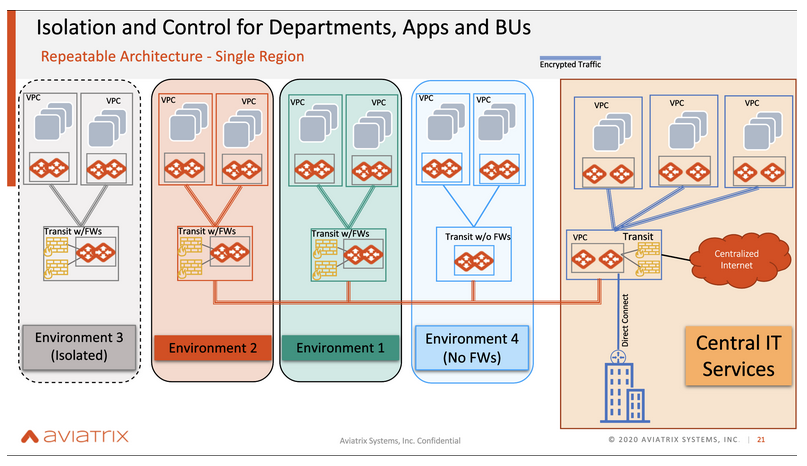 Isolation and Control for Departments, Apps and BUs
Repeatable Architecture - Single Region
Encrypted Traffic
VPC
VPC
Transit w/FWs
Environment 3
(Isolated)
VPC
VPC
Transit w/FWs
Environment 2
VPC
VPC
Transit w/FWs
Environment 1
VPC
VPC
Transit w/o FWs
Environment 4
(No FWs)
VPC
VPC
VPC
VPC
Transit
Centralized
Internet
Direct Connect
Central IT
Services
aviatrix
Aviatrix Systems, Inc. Confidential
© 2020 AVIATRIX SYSTEMS, INC. | 21